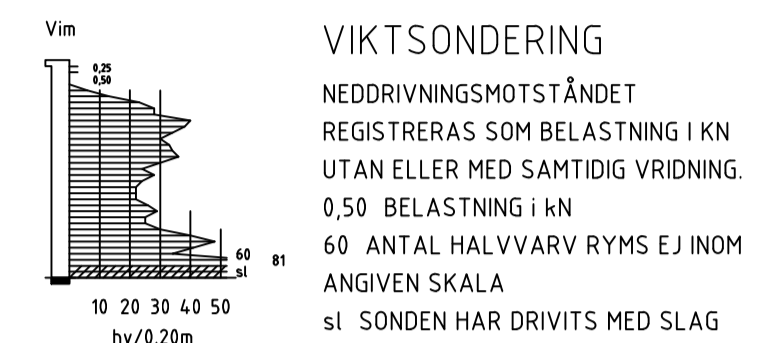 Vim
0,25
0,50
60
81
sl
10 20 30 40 50
hv/0,20m
VIKTSONDERING
NEDDRIVNINGSMOTSTÅNDET
REGISTRERAS SOM BELASTNING I KN
UTAN ELLER MED SAMTIDIG VRIDNING.
0,50 BELASTNING i kN
60 ANTAL HALVVARV RYMS EJ INOM
ANGIVEN SKALA
sl SONDEN HAR DRIVITS MED SLAG